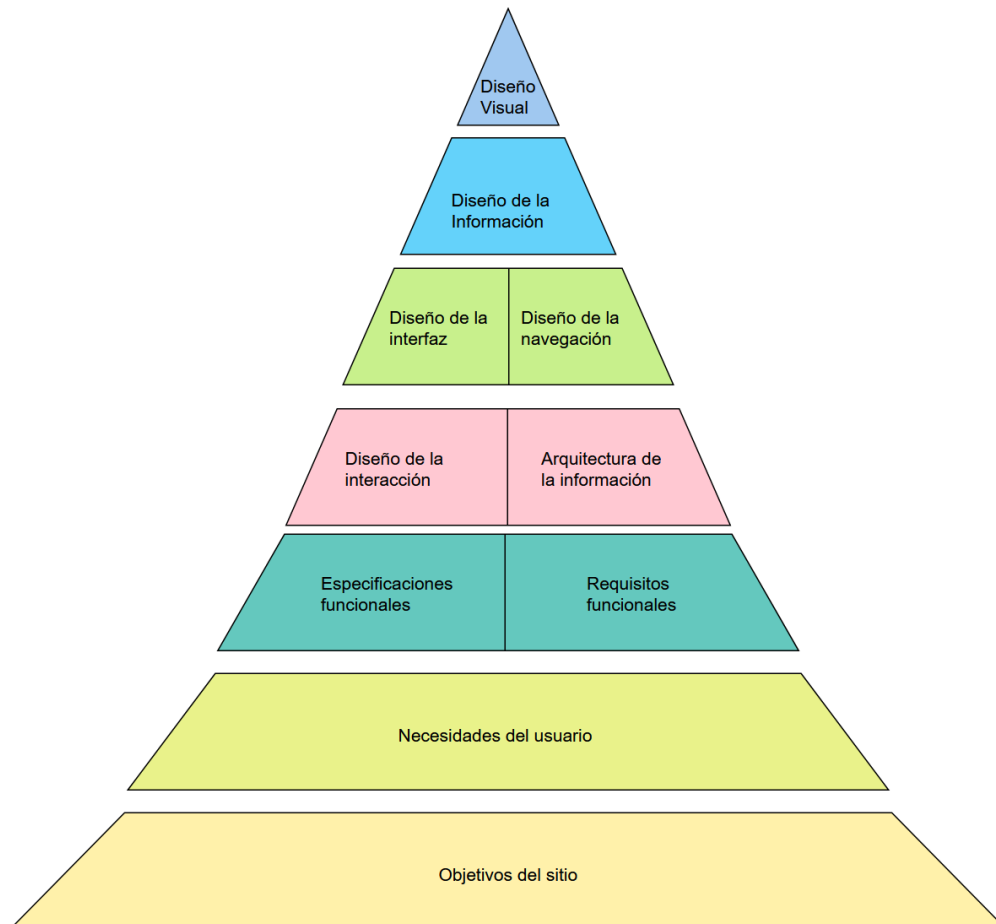 Diseño
Visual
Diseño de la
Información
Diseño de la
interfaz
Diseño de la
navegación
Diseño de la
interacción
Arquitectura de
la información
Especificaciones
funcionales
Requisitos
funcionales
Necesidades del usuario
Objetivos del sitio